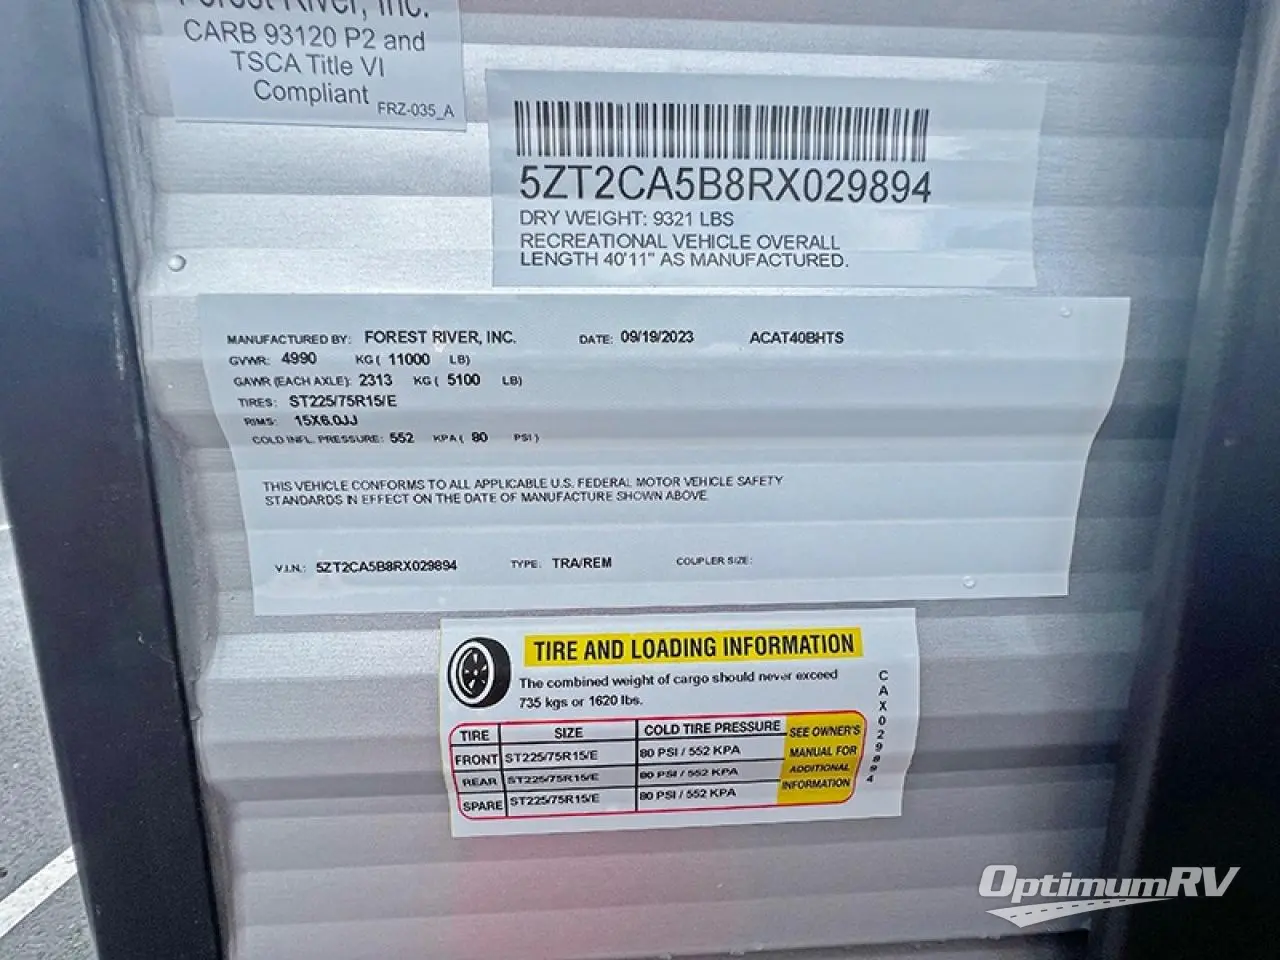 Forest River, Inc.
CARB 93120 P2 and
TSCA Title VI
Compliant
FRZ-035_A
5ZT2CA5B8RX029894
DRY WEIGHT: 9321 LBS
RECREATIONAL VEHICLE OVERALL
LENGTH 40'11" AS MANUFACTURED.
MANUFACTURED BY: FOREST RIVER, INC. DATE: 09/19/2023 ACAT40BHTS
GVWR: 4990 KG ( 11000 LB)
GAWR (EACH AXLE): 2313 KG ( 5100 LB)
TIRES: ST225/75R15/E
RIMS: 15X6.0JJ
COLD INFL. PRESSURE: 552 KPA ( 80 PSI )
THIS VEHICLE CONFORMS TO ALL APPLICABLE U.S. FEDERAL MOTOR VEHICLE SAFETY
STANDARDS IN EFFECT ON THE DATE OF MANUFACTURE SHOWN ABOVE.
V.I.N.: 5ZT2CA5B8RX029894 TYPE: TRA/REM COUPLER SIZE:
TIRE AND LOADING INFORMATION
The combined weight of cargo should never exceed
735 kgs or 1620 lbs.
TIRE SIZE COLD TIRE PRESSURE SEE OWNER'S
FRONT ST225/75R15/E 80 PSI / 552 KPA MANUAL FOR
REAR ST225/75R15/E 80 PSI / 552 KPA ADDITIONAL
SPARE ST225/75R15/E 80 PSI / 552 KPA INFORMATION
CAX029894
OptimumRV